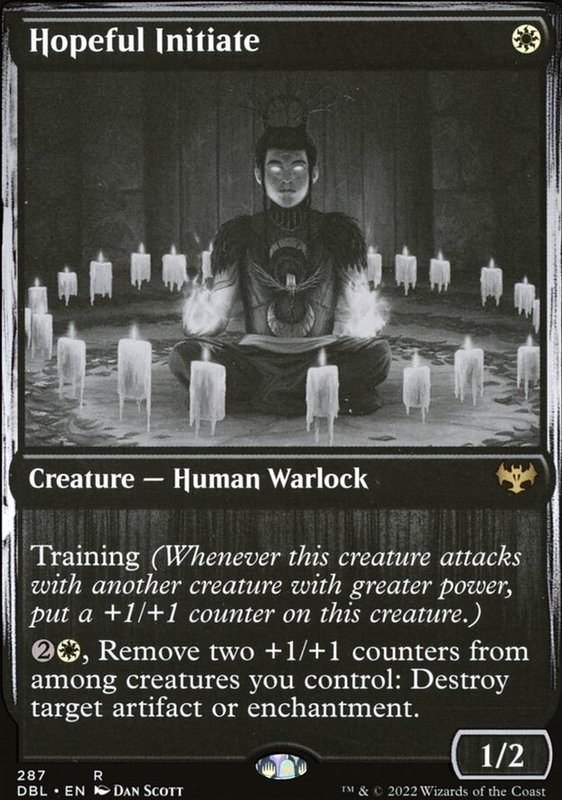 Hopeful Initiate
Creature — Human Warlock
Training (Whenever this creature attacks
with another creature with greater power,
put a +1/+1 counter on this creature.)
2, Remove two +1/+1 counters from
among creatures you control: Destroy
target artifact or enchantment.
1/2
287 R
DBL • EN DAN SCOTT
™ & © 2022 Wizards of the Coast